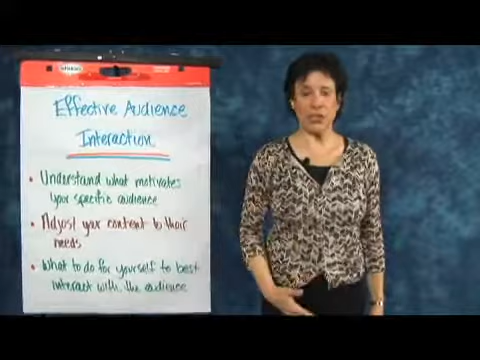 Effective Audience
Interaction
• Understand what motivates
your specific audience
• Adjust your content to their
needs
• What to do for yourself to best
interact with the audience